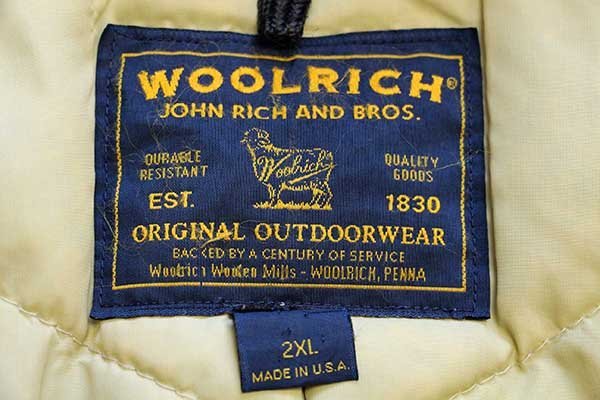 WOOLRICH®
JOHN RICH AND BROS.
DURABLE
RESISTANT
Woolrich
QUALITY
GOODS
EST.
1830
ORIGINAL OUTDOORWEAR
BACKED BY A CENTURY OF SERVICE
Woolrich Woolen Mills - WOOLRICH, PENNA
2XL
MADE IN U.S.A.